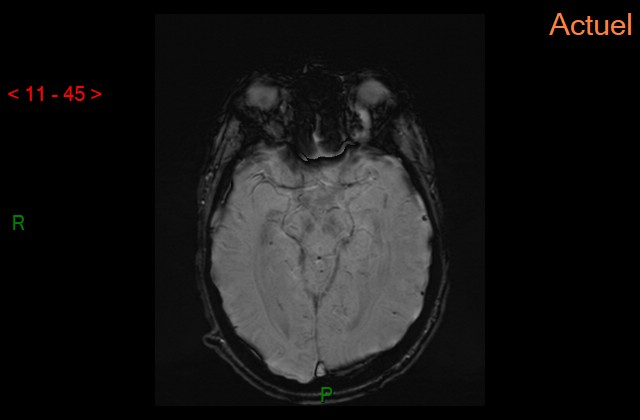 Actuel
< 11 - 45 >
R
P